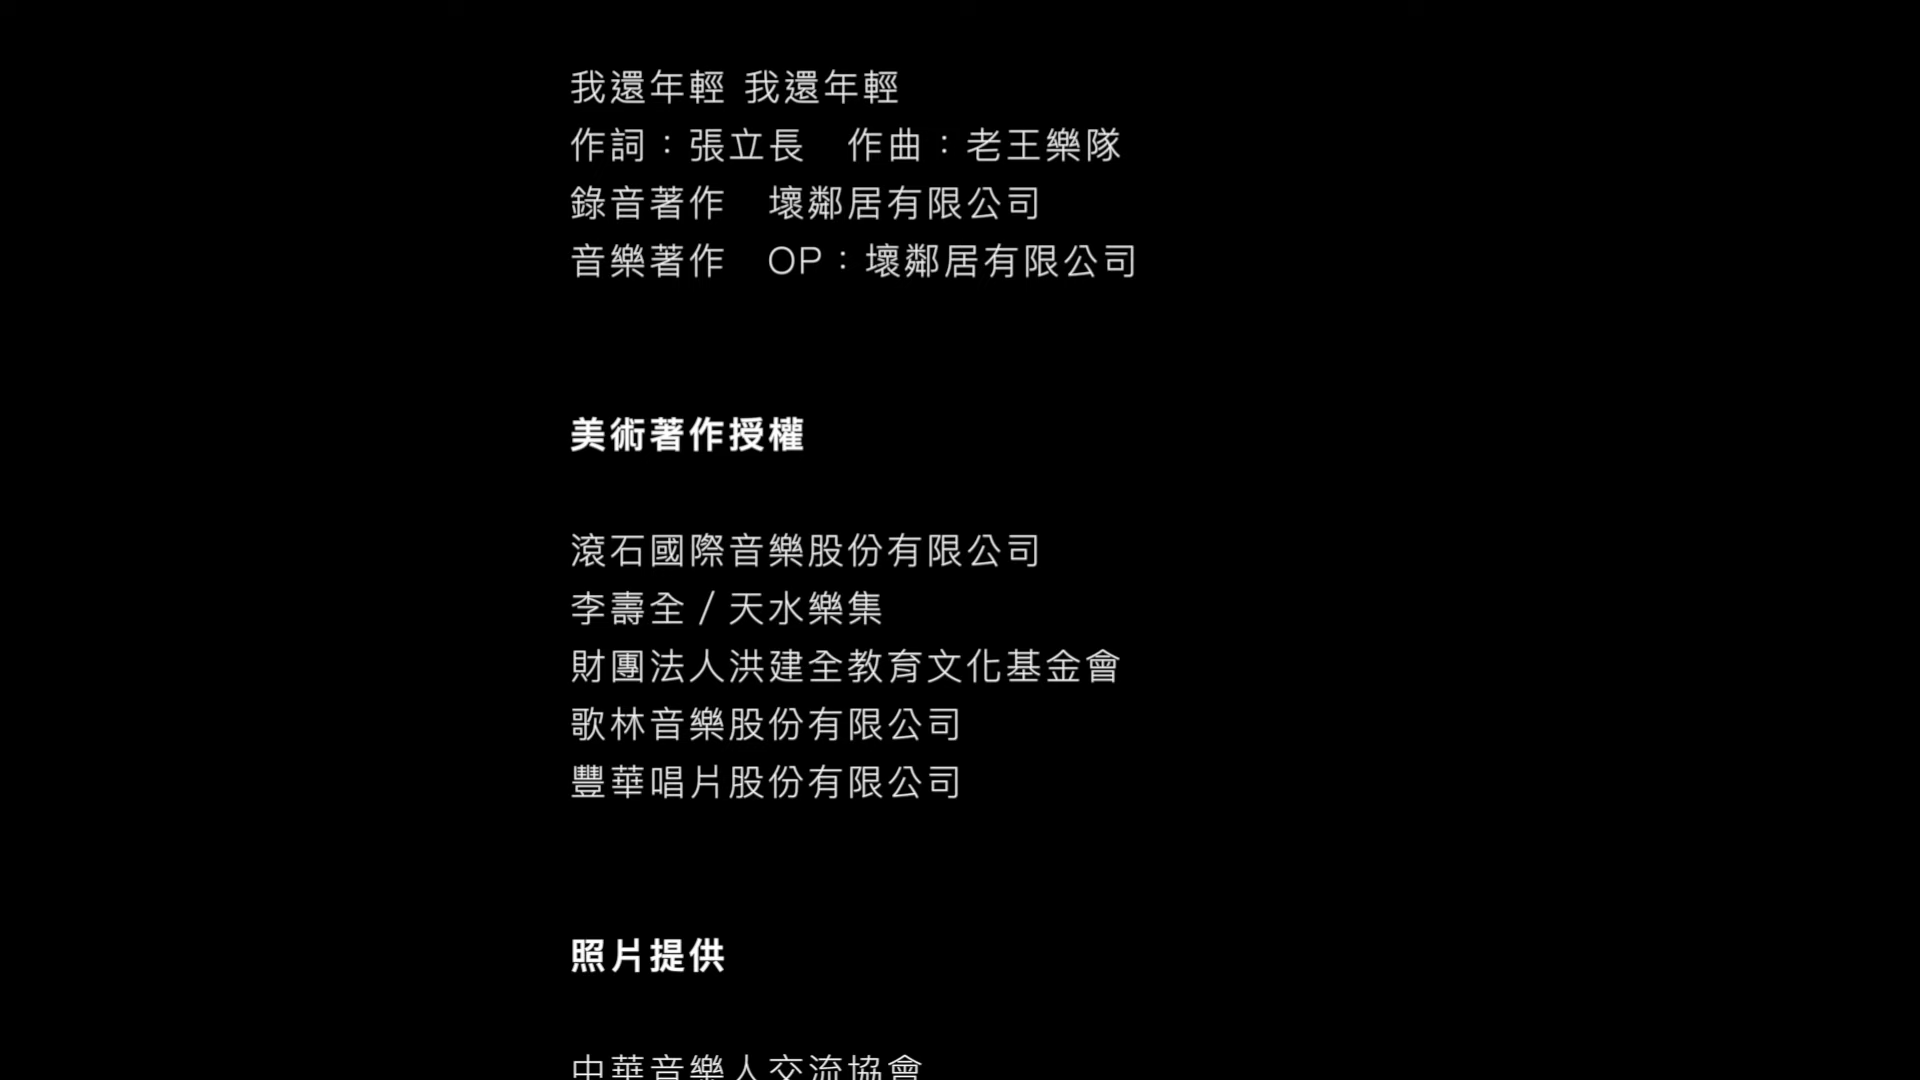 我還年輕 我還年輕
作詞：張立長　作曲：老王樂隊
錄音著作　壞鄰居有限公司
音樂著作　OP：壞鄰居有限公司
美術著作授權
滾石國際音樂股份有限公司
李壽全 / 天水樂集
財團法人洪建全教育文化基金會
歌林音樂股份有限公司
豐華唱片股份有限公司
照片提供
中華音樂人交流協會